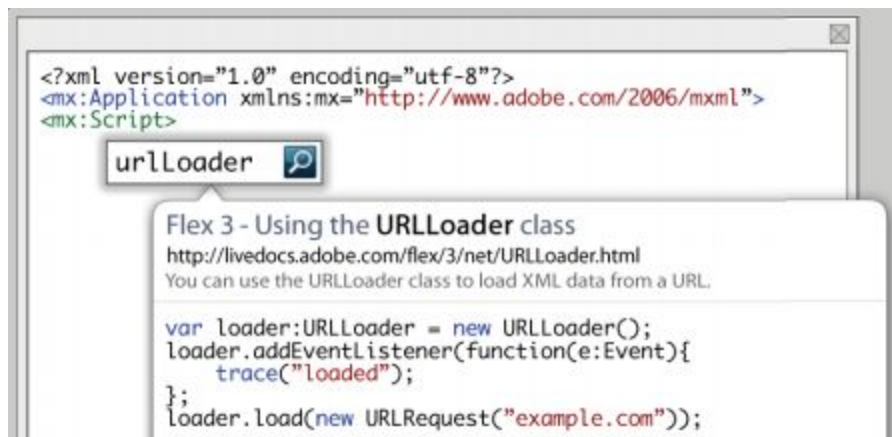 <?xml version="1.0" encoding="utf-8"?>
<mx:Application xmlns:mx="http://www.adobe.com/2006/mxml">
<mx:Script>
urlLoader
Flex 3 - Using the URLLoader class
http://livedocs.adobe.com/flex/3/net/URLLoader.html
You can use the URLLoader class to load XML data from a URL.
var loader:URLLoader = new URLLoader();
loader.addEventListener(function(e:Event){
trace("loaded");
};
loader.load(new URLRequest("example.com"));